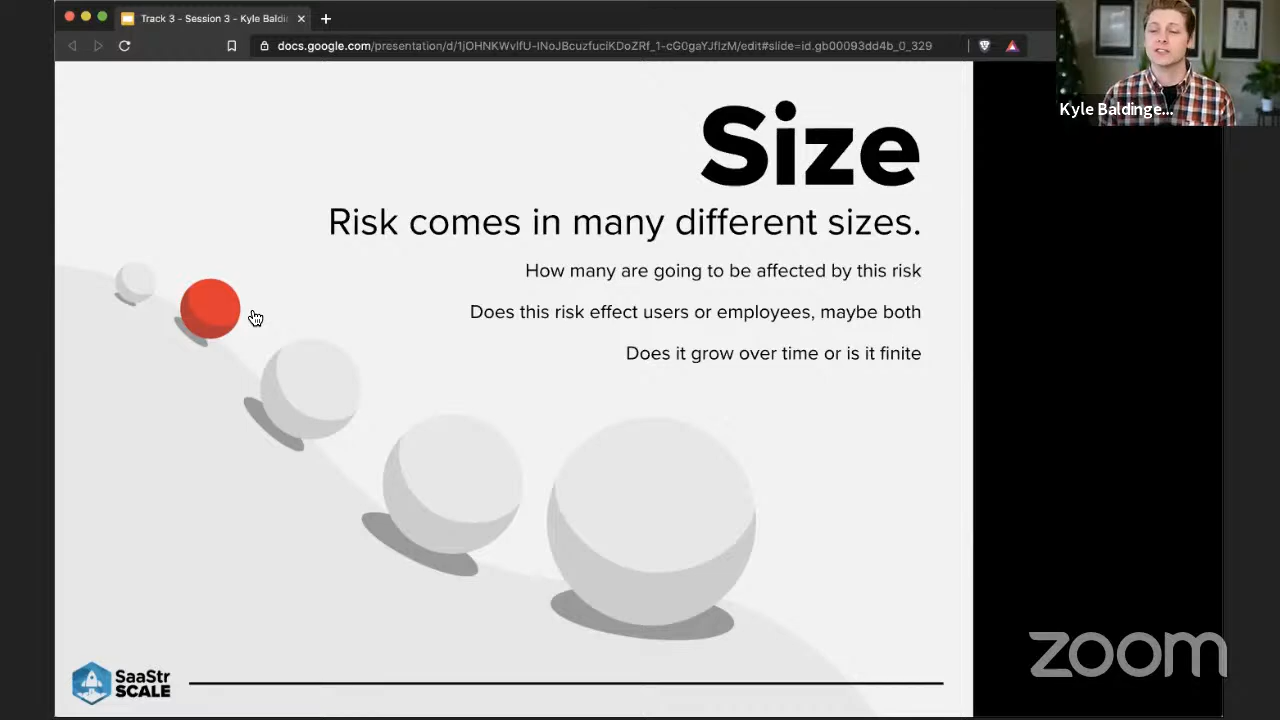 Track 3 - Session 3 - Kyle Baldi
docs.google.com/presentation/d/1jOHNKWvlfU-lNoJBcuzfuciKDoZRf_1-cG0gaYJflzM/edit#slide=id.gb00093dd4b_0_329
Kyle Baldinge...
Size
Risk comes in many different sizes.
How many are going to be affected by this risk
Does this risk effect users or employees, maybe both
Does it grow over time or is it finite
SaaStr
SCALE
zoom